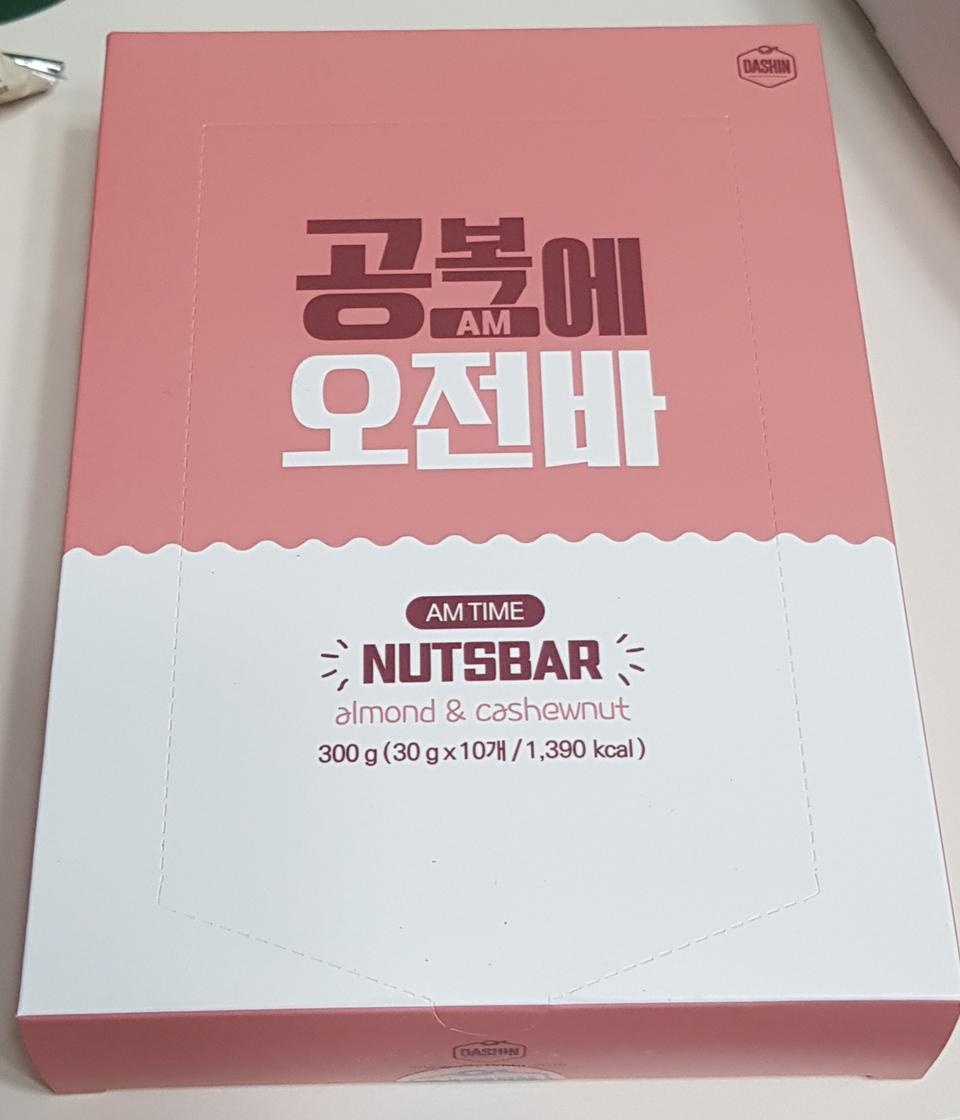 DASHIN
공복에
AM
오전바
AM TIME
NUTSBAR
almond & cashewnut
300 g (30 g x 10개 / 1,390 kcal)
DASHIN